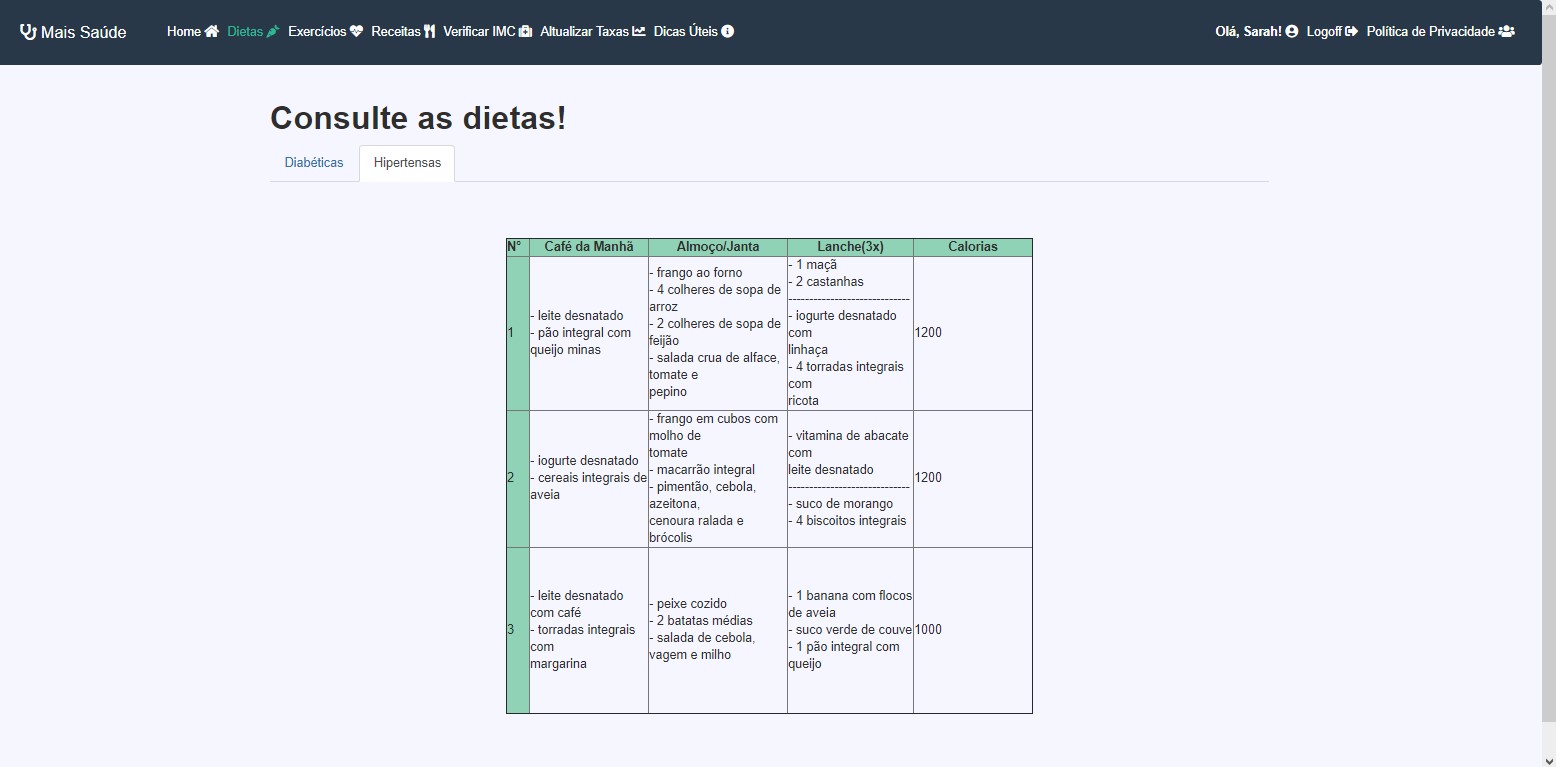 Mais Saúde
Home Dietas Exercícios Receitas Verificar IMC Altualizar Taxas Dicas Úteis
Olá, Sarah! Logoff Política de Privacidade
Consulte as dietas!
Diabéticas Hipertensas
N° Café da Manhã Almoço/Janta Lanche(3x) Calorias
1
- leite desnatado
- pão integral com
queijo minas
- frango ao forno
- 4 colheres de sopa de
arroz
- 2 colheres de sopa de
feijão
- salada crua de alface,
tomate e
pepino
- 1 maçã
- 2 castanhas
-----------------------------
- iogurte desnatado
com
linhaça
- 4 torradas integrais
com
ricota
1200
2
- iogurte desnatado
- cereais integrais de
aveia
- frango em cubos com
molho de
tomate
- macarrão integral
- pimentão, cebola,
azeitona,
cenoura ralada e
brócolis
- vitamina de abacate
com
leite desnatado
-----------------------------
- suco de morango
- 4 biscoitos integrais
1200
3
- leite desnatado
com café
- torradas integrais
com
margarina
- peixe cozido
- 2 batatas médias
- salada de cebola,
vagem e milho
- 1 banana com flocos
de aveia
- suco verde de couve
- 1 pão integral com
queijo
1000